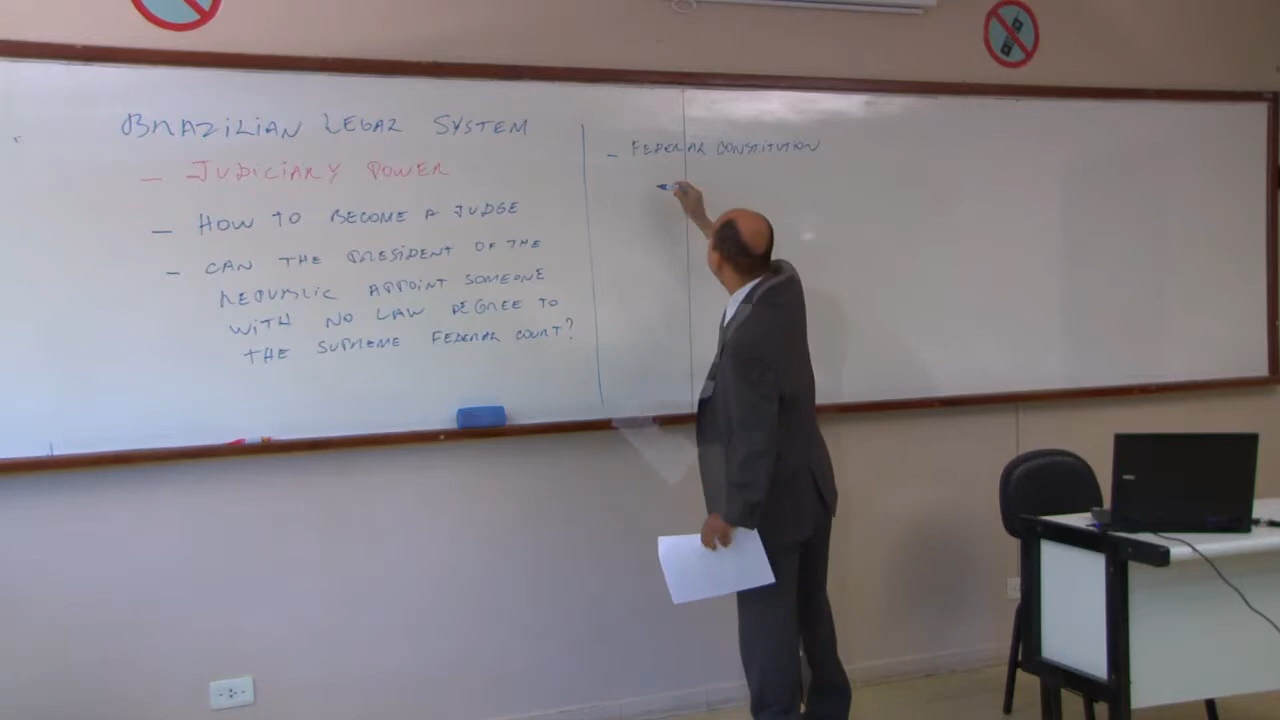 BRAZILIAN LEGAL SYSTEM
- JUDICIARY POWER
- HOW TO BECOME A JUDGE
- CAN THE PRESIDENT OF THE
REPUBLIC APPOINT SOMEONE
WITH NO LAW DEGREE TO
THE SUPREME FEDERAL COURT?
- FEDERAL CONSTITUTION